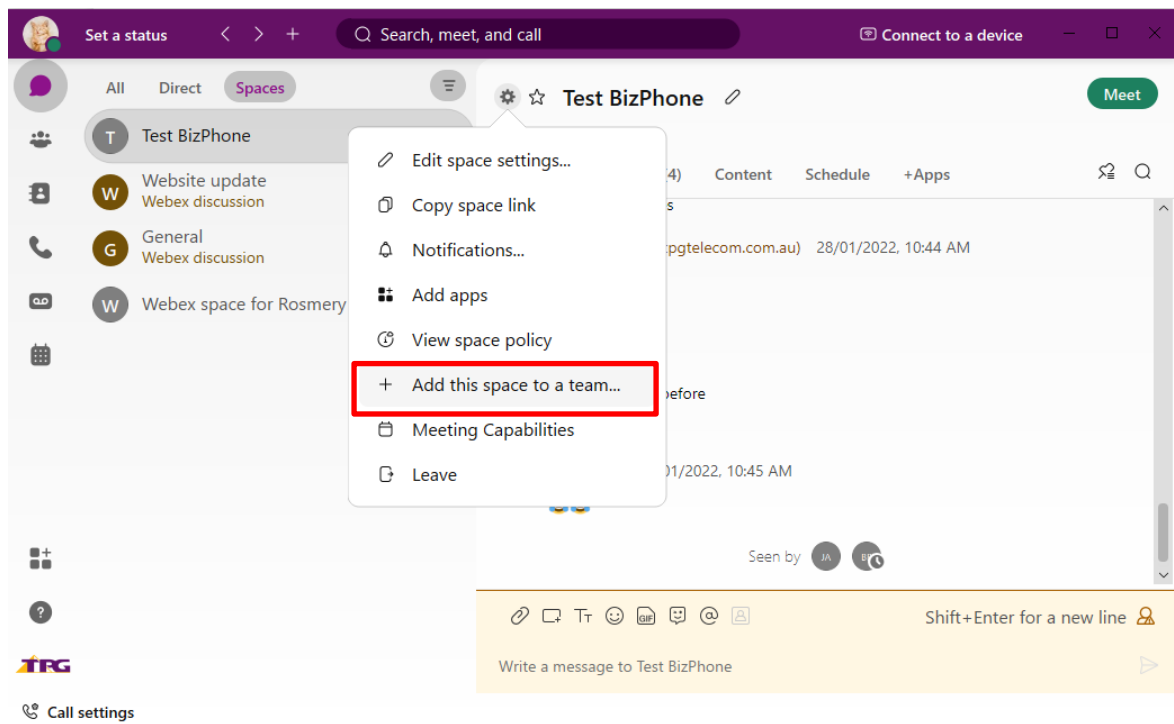 Set a status
Search, meet, and call
Connect to a device
All Direct Spaces
Test BizPhone
Meet
T Test BizPhone
W Website update
Webex discussion
G General
Webex discussion
W Webex space for Rosmery
Edit space settings...
Copy space link
Notifications...
Add apps
View space policy
Add this space to a team...
Meeting Capabilities
Leave
4) Content Schedule +Apps
s
pgtelecom.com.au) 28/01/2022, 10:44 AM
before
01/2022, 10:45 AM
Seen by JA
GIF
Shift+Enter for a new line
Write a message to Test BizPhone
TPG
Call settings